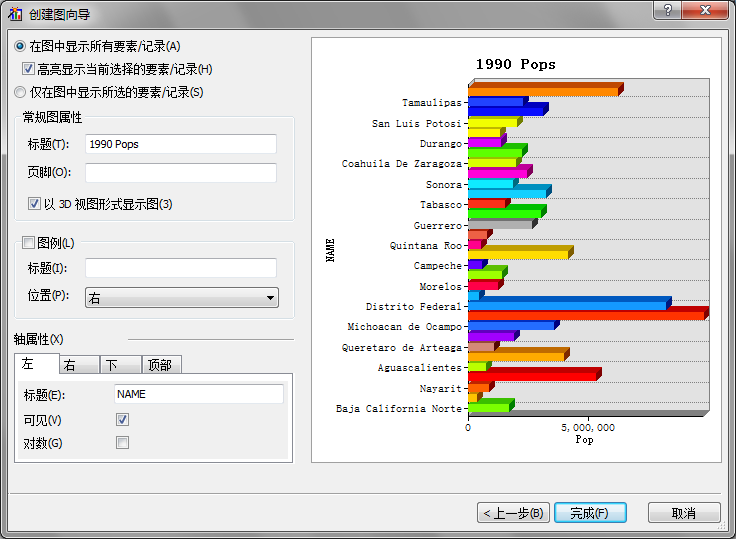 创建图向导
在图中显示所有要素/记录(A)
高亮显示当前选择的要素/记录(H)
仅在图中显示所选的要素/记录(S)
常规图属性
标题(T):
1990 Pops
页脚(O):
以 3D 视图形式显示图(3)
图例(L)
标题(I):
位置(P):
右
轴属性(X)
左
右
下
顶部
标题(E):
NAME
可见(V)
对数(G)
1990 Pops
NAME
Tamaulipas
San Luis Potosi
Durango
Coahuila De Zaragoza
Sonora
Tabasco
Guerrero
Quintana Roo
Campeche
Morelos
Distrito Federal
Michoacan de Ocampo
Queretaro de Arteaga
Aguascalientes
Nayarit
Baja California Norte
0
5,000,000
Pop
< 上一步(B)
完成(F)
取消